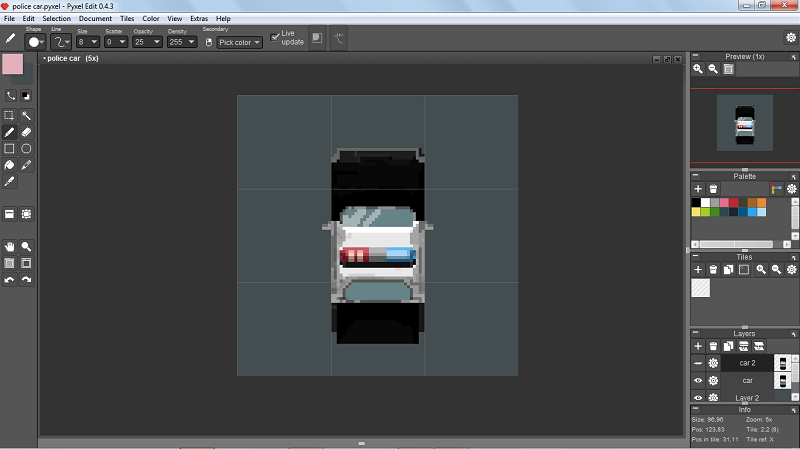 police car.pyxel - Pyxel Edit 0.4.3
File Edit Selection Document Tiles Color View Extras Help
Shape Line Size Scatter Opacity Density Secondary
8 0 25 255 Pick color Live update
• police car (5x)
Preview (1x)
Palette
Tiles
Layers
car 2
car
Layer 2
Info
Size: 96,96 Zoom: 5x
Pos: 123,83 Tile: 2,2 (8)
Pos in tile: 31,11 Tile ref: X